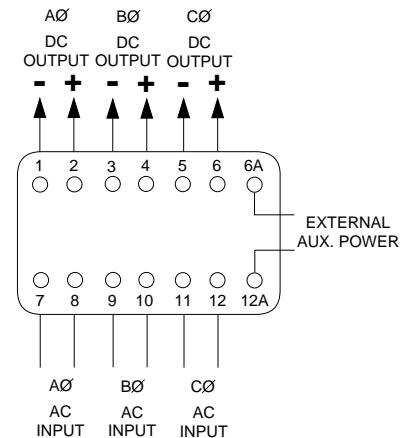 AØ BØ CØ
DC DC DC
OUTPUT OUTPUT OUTPUT
- + - + - +
1 2 3 4 5 6 6A
EXTERNAL
AUX. POWER
7 8 9 10 11 12 12A
AØ BØ CØ
AC AC AC
INPUT INPUT INPUT